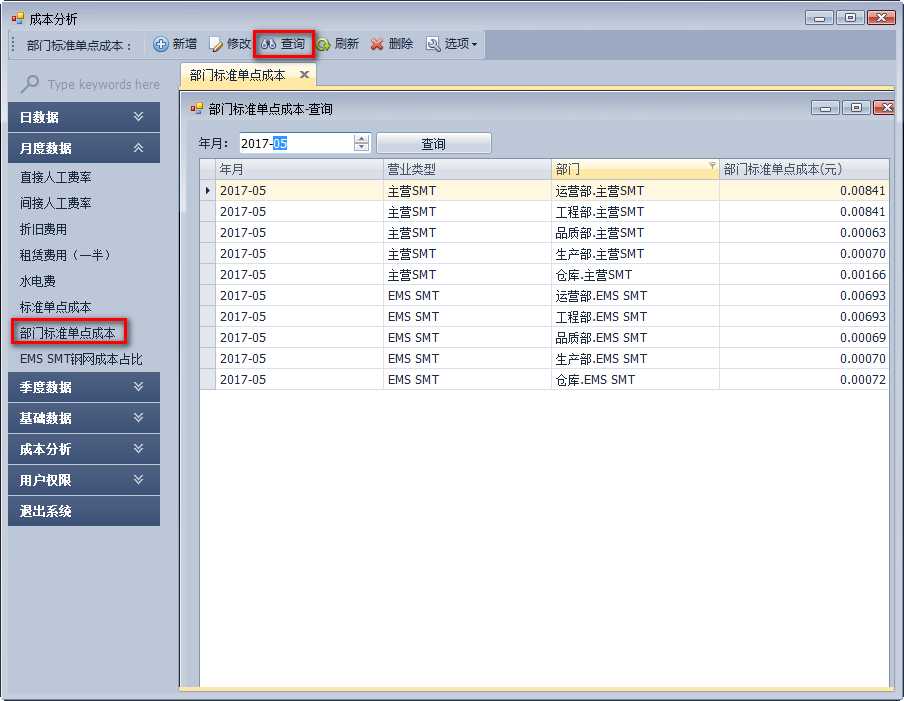 成本分析
部门标准单点成本： 新增 修改 查询 刷新 删除 选项
Type keywords here
日数据
月度数据
直接人工费率
间接人工费率
折旧费用
租赁费用（一半）
水电费
标准单点成本
部门标准单点成本
EMS SMT钢网成本占比
季度数据
基础数据
成本分析
用户权限
退出系统
部门标准单点成本
部门标准单点成本-查询
年月： 2017-05 查询
年月 营业类型 部门 部门标准单点成本(元)
2017-05 主营SMT 运营部.主营SMT 0.00841
2017-05 主营SMT 工程部.主营SMT 0.00841
2017-05 主营SMT 品质部.主营SMT 0.00063
2017-05 主营SMT 生产部.主营SMT 0.00070
2017-05 主营SMT 仓库.主营SMT 0.00166
2017-05 EMS SMT 运营部.EMS SMT 0.00693
2017-05 EMS SMT 工程部.EMS SMT 0.00693
2017-05 EMS SMT 品质部.EMS SMT 0.00069
2017-05 EMS SMT 生产部.EMS SMT 0.00070
2017-05 EMS SMT 仓库.EMS SMT 0.00072